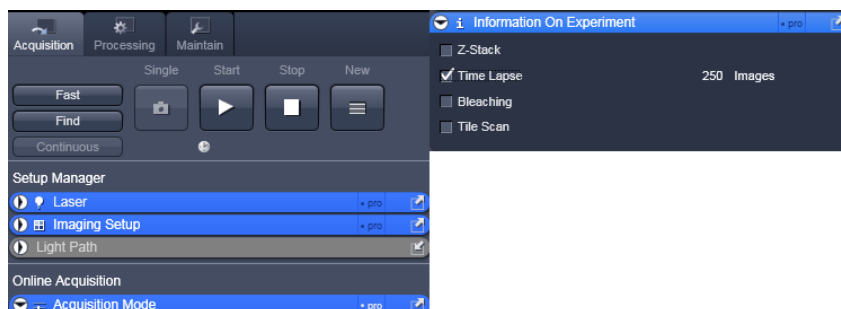 Acquisition Processing Maintain
Single Start Stop New
Fast
Find
Continuous
Setup Manager
Laser • pro
Imaging Setup • pro
Light Path
Online Acquisition
Acquisition Mode • pro
i Information On Experiment • pro
Z-Stack
Time Lapse 250 Images
Bleaching
Tile Scan